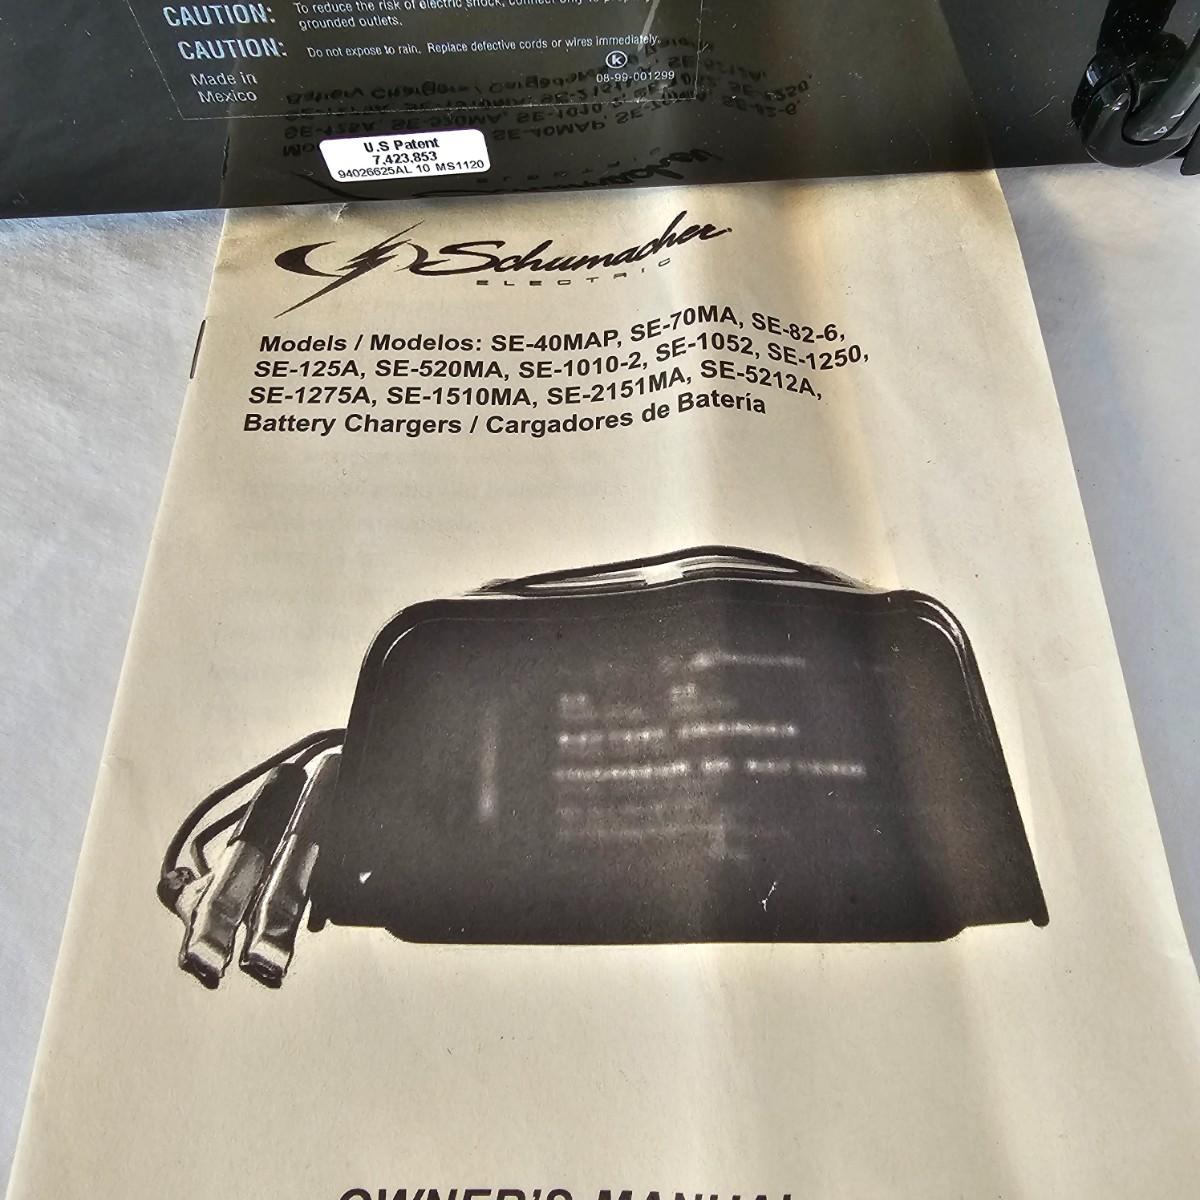 CAUTION: To reduce the risk of electric shock, connect only to properly
grounded outlets.
CAUTION: Do not expose to rain. Replace defective cords or wires immediately.
Made in
Mexico
K
08-99-001299
U.S Patent
7,423,853
94026625AL 10 MS1120
Schumacher
ELECTRIC
Models / Modelos: SE-40MAP, SE-70MA, SE-82-6,
SE-125A, SE-520MA, SE-1010-2, SE-1052, SE-1250,
SE-1275A, SE-1510MA, SE-2151MA, SE-5212A,
Battery Chargers / Cargadores de Batería
OWNER'S MANUAL